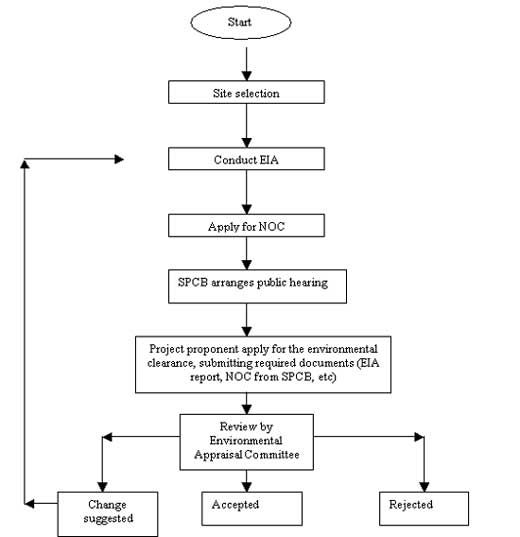 Start
Site selection
Conduct EIA
Apply for NOC
SPCB arranges public hearing
Project proponent apply for the environmental
clearance, submitting required documents (EIA
report, NOC from SPCB, etc)
Review by
Environmental
Appraisal Committee
Change
suggested
Accepted
Rejected